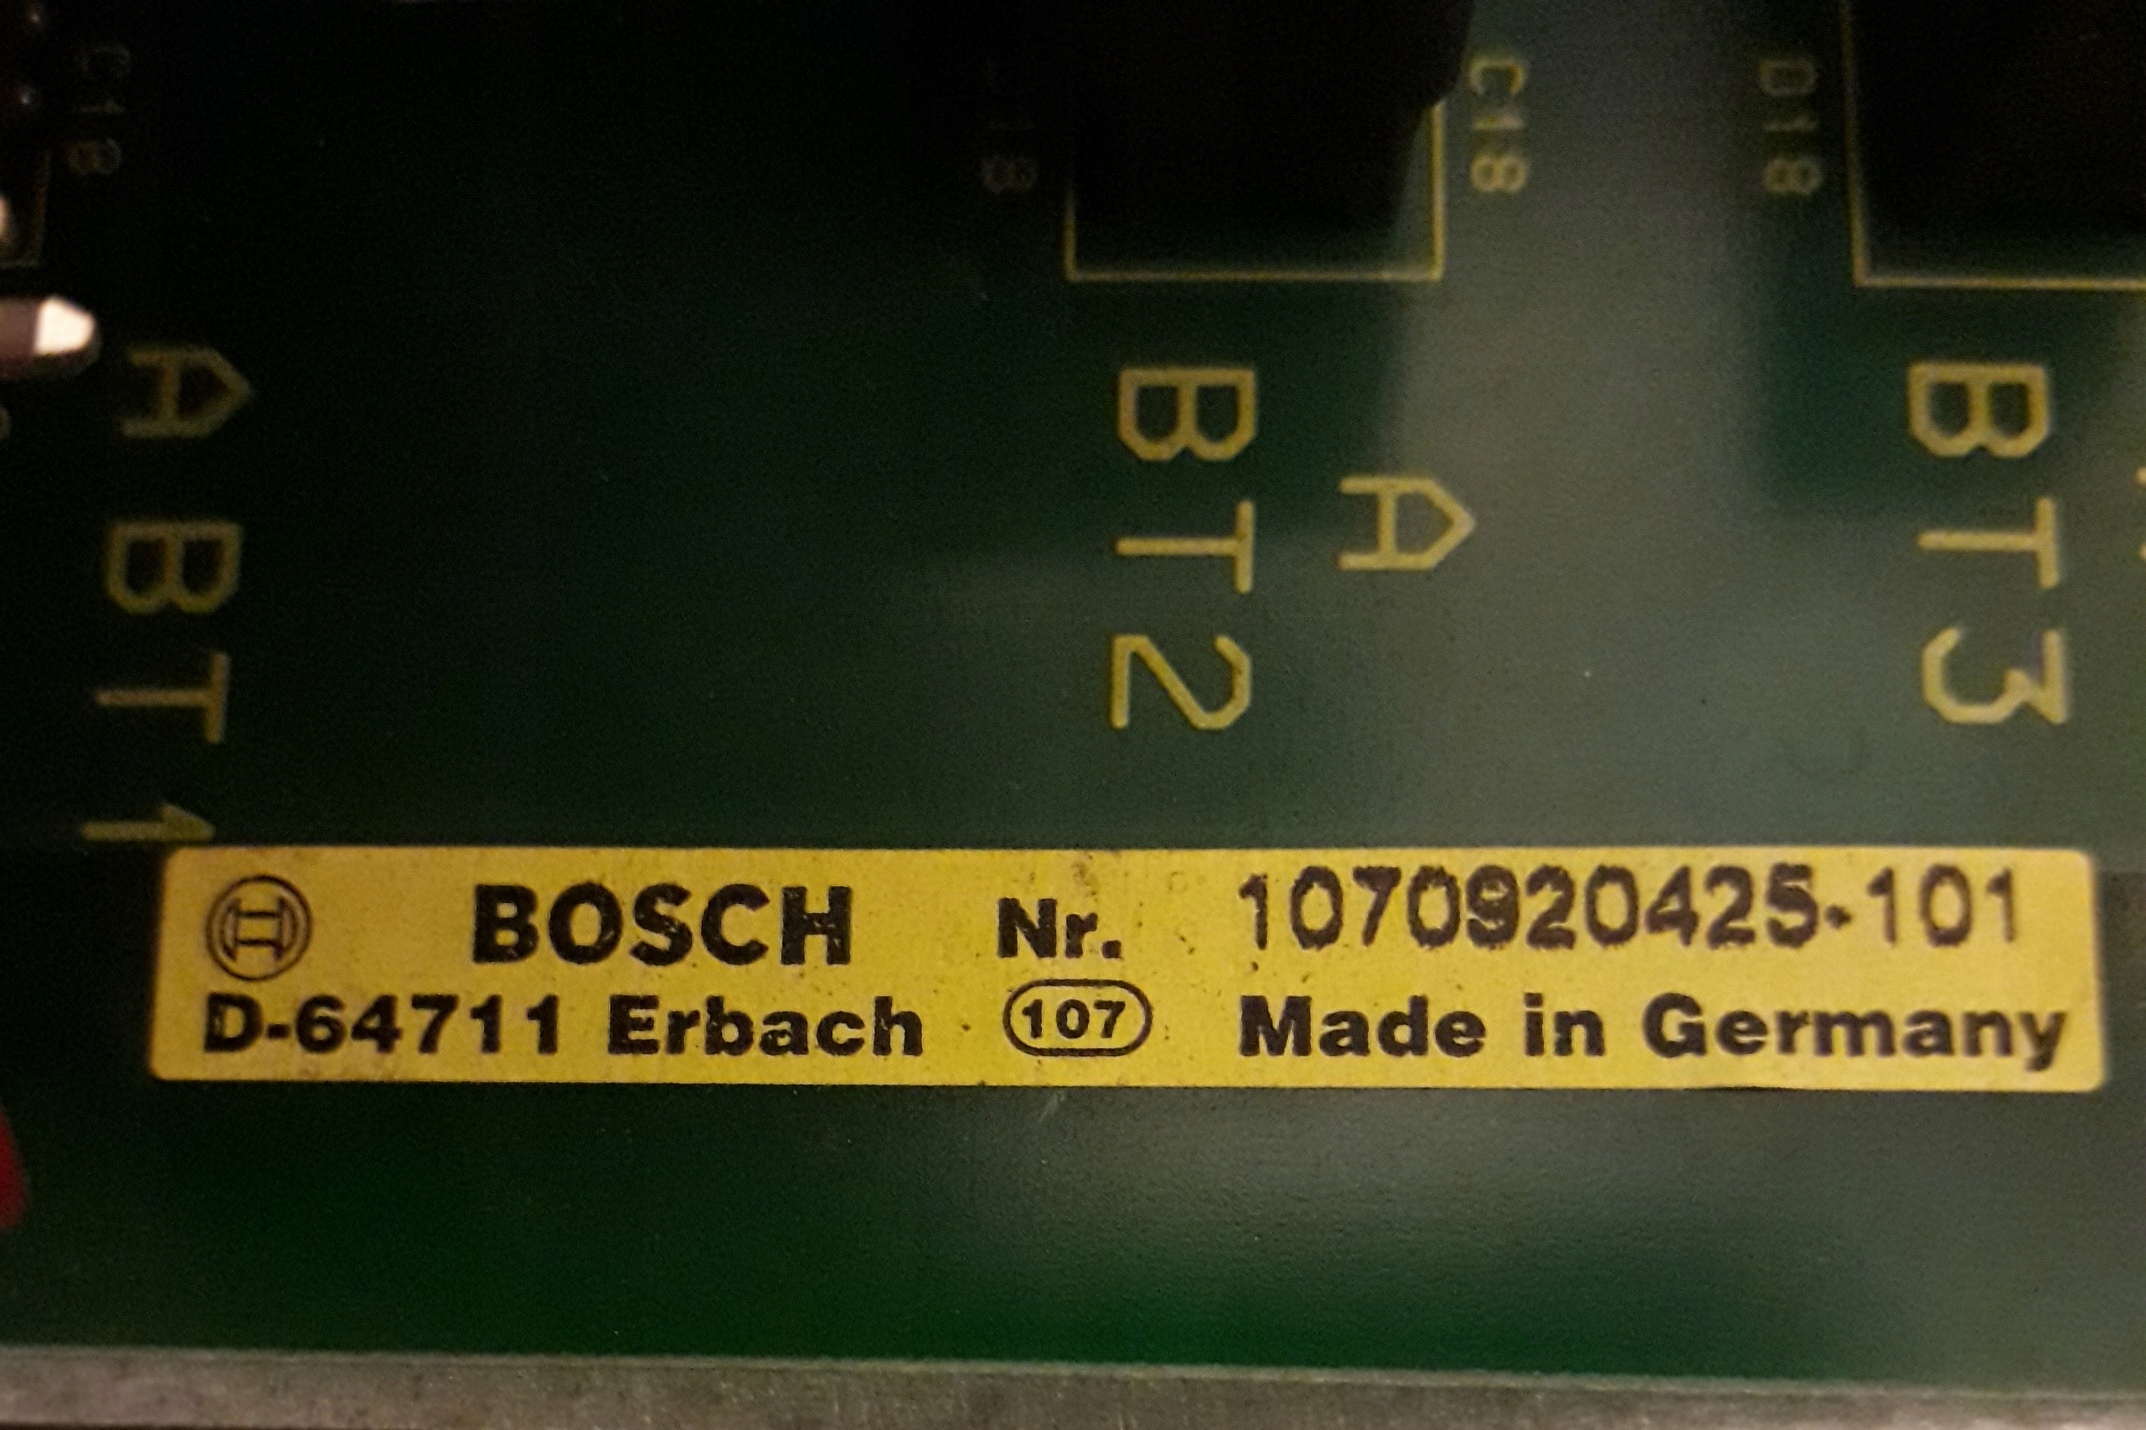 C18
C18
D18
A
BT1
BT2
A
BT3
BOSCH Nr. 1070920425-101
D-64711 Erbach 107 Made in Germany